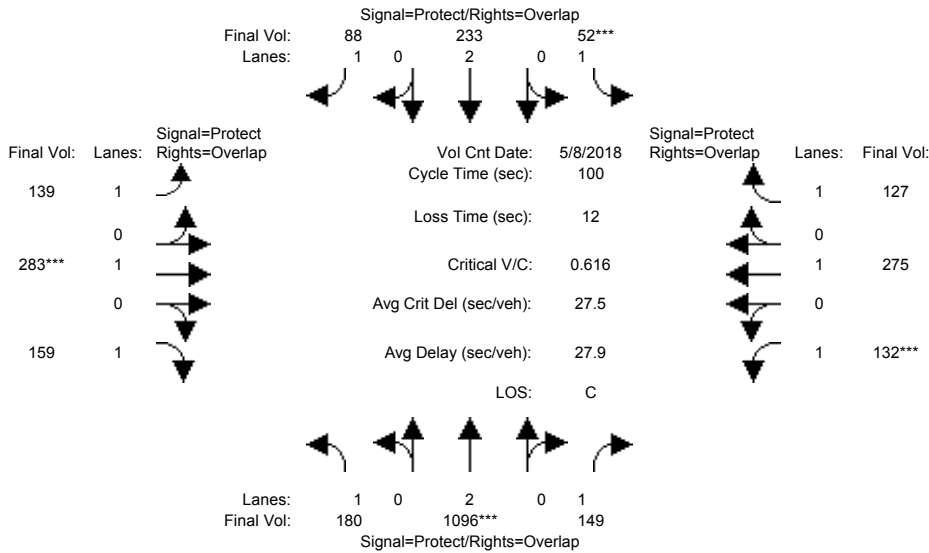 Signal=Protect/Rights=Overlap
Final Vol: 88 233 52***
Lanes: 1 0 2 0 1
Signal=Protect Signal=Protect
Final Vol: Lanes: Rights=Overlap Vol Cnt Date: 5/8/2018 Rights=Overlap Lanes: Final Vol:
Cycle Time (sec): 100
139 1 1 127
Loss Time (sec): 12
0 0
283*** 1 Critical V/C: 0.616 1 275
0 Avg Crit Del (sec/veh): 27.5 0
159 1 Avg Delay (sec/veh): 27.9 1 132***
LOS: C
Lanes: 1 0 2 0 1
Final Vol: 180 1096*** 149
Signal=Protect/Rights=Overlap